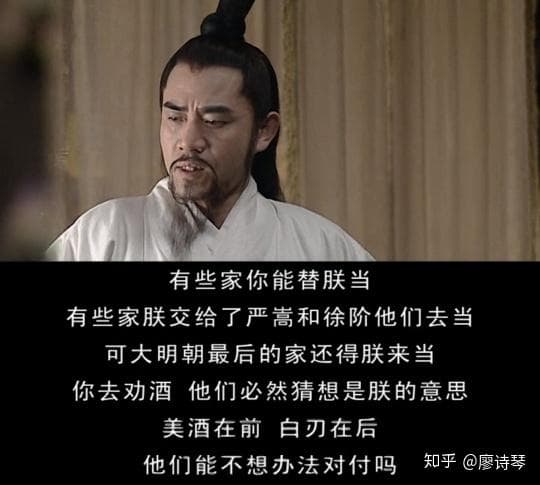 有些家你能替朕当
有些家朕交给了严嵩和徐阶他们去当
可大明朝最后的家还得朕来当
你去劝酒 他们必然猜想是朕的意思
美酒在前 白刃在后
他们能不想办法对付吗
知乎 @廖诗琴